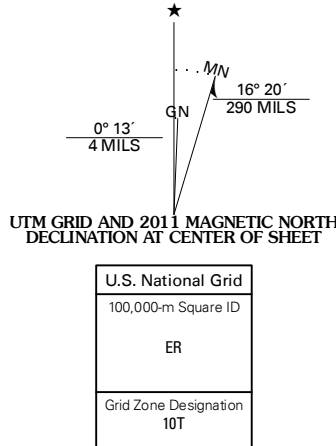 ★
MN
GN
16° 20´
290 MILS
0° 13´
4 MILS
UTM GRID AND 2011 MAGNETIC NORTH
DECLINATION AT CENTER OF SHEET
U.S. National Grid
100,000-m Square ID
ER
Grid Zone Designation
10T